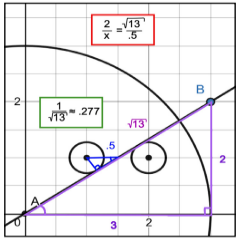 2/x = √13/.5
2
B
1/√13 ≈ .277
√13
.5
2
A
0
3
2